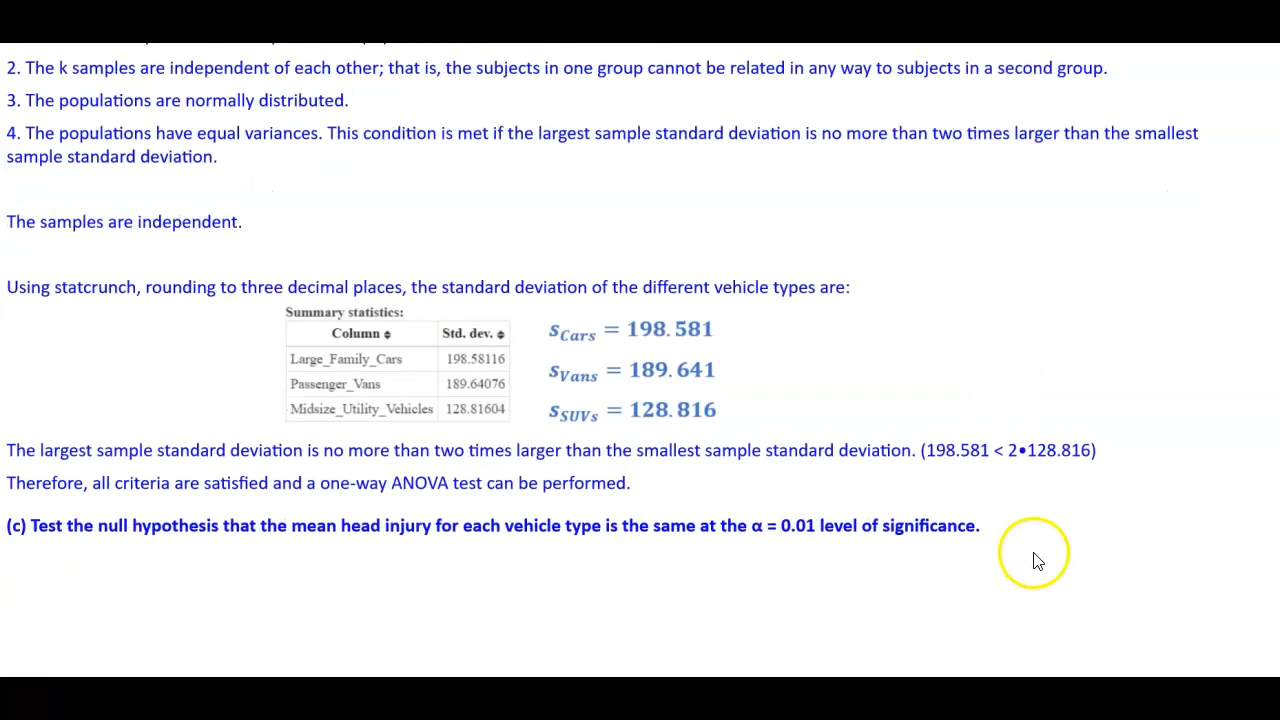 2. The k samples are independent of each other; that is, the subjects in one group cannot be related in any way to subjects in a second group.
3. The populations are normally distributed.
4. The populations have equal variances. This condition is met if the largest sample standard deviation is no more than two times larger than the smallest
sample standard deviation.
The samples are independent.
Using statcrunch, rounding to three decimal places, the standard deviation of the different vehicle types are:
Summary statistics:
Column Std. dev.
Large_Family_Cars 198.58116
Passenger_Vans 189.64076
Midsize_Utility_Vehicles 128.81604
sCars = 198.581
sVans = 189.641
sSUVs = 128.816
The largest sample standard deviation is no more than two times larger than the smallest sample standard deviation. (198.581 < 2•128.816)
Therefore, all criteria are satisfied and a one-way ANOVA test can be performed.
(c) Test the null hypothesis that the mean head injury for each vehicle type is the same at the α = 0.01 level of significance.